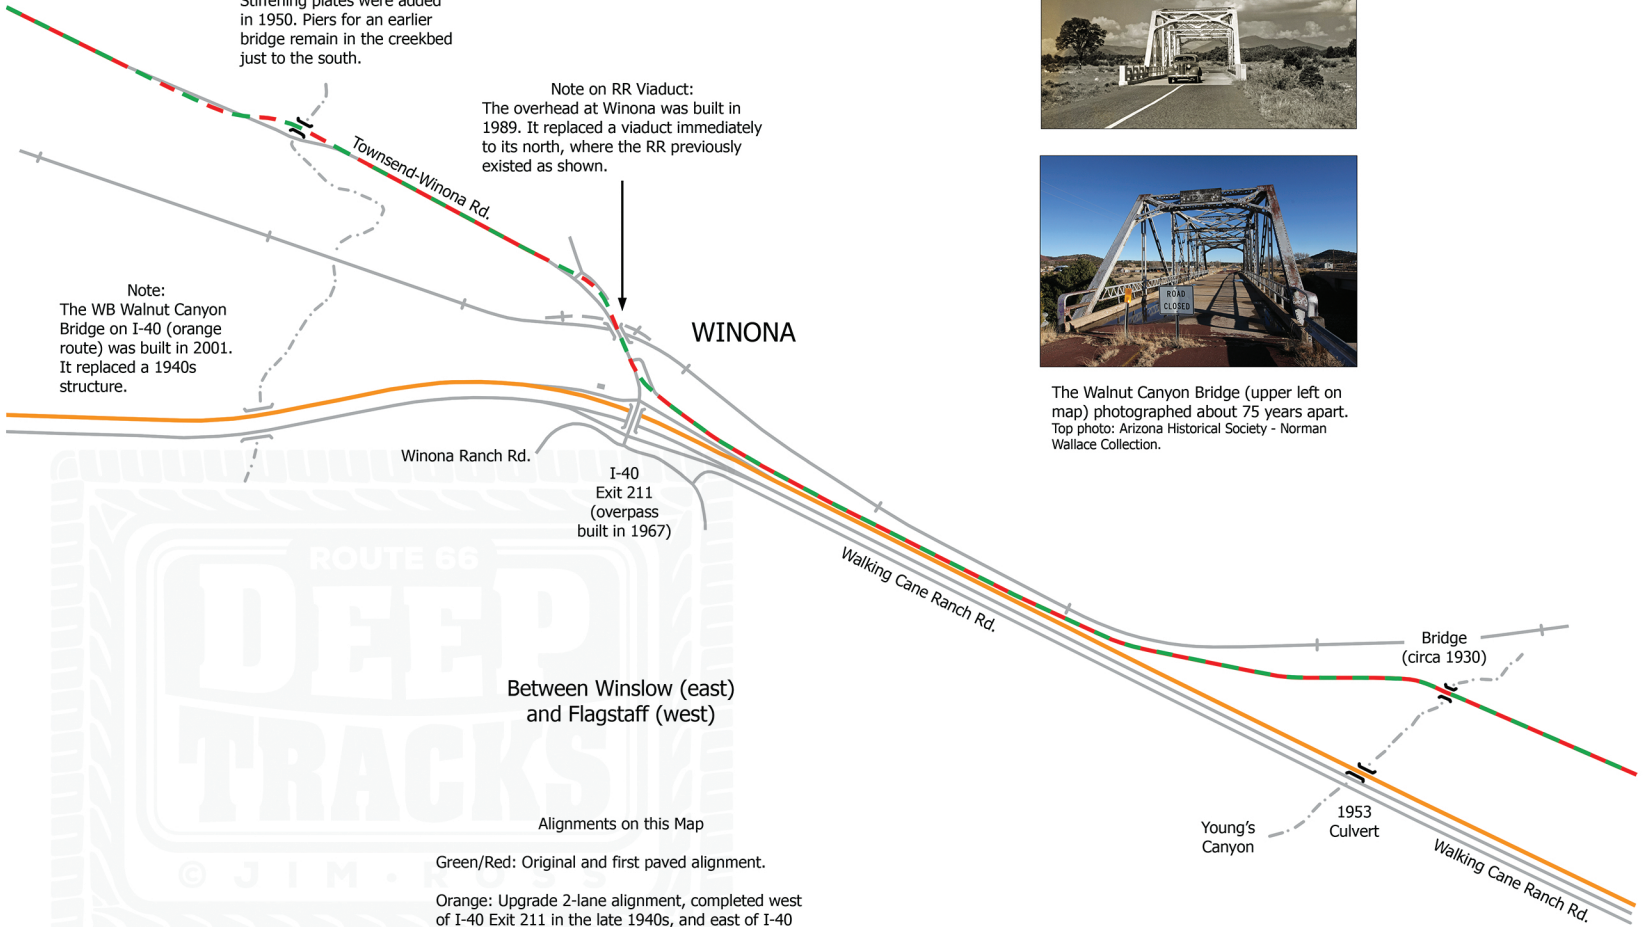 Stiffening plates were added
in 1950. Piers for an earlier
bridge remain in the creekbed
just to the south.
Note on RR Viaduct:
The overhead at Winona was built in
1989. It replaced a viaduct immediately
to its north, where the RR previously
existed as shown.
Townsend-Winona Rd.
Note:
The WB Walnut Canyon
Bridge on I-40 (orange
route) was built in 2001.
It replaced a 1940s
structure.
WINONA
ROAD
CLOSED
The Walnut Canyon Bridge (upper left on
map) photographed about 75 years apart.
Top photo: Arizona Historical Society - Norman
Wallace Collection.
Winona Ranch Rd.
I-40
Exit 211
(overpass
built in 1967)
Walking Cane Ranch Rd.
ROUTE 66
DEEP
TRACKS
© JIM · ROSS
Bridge
(circa 1930)
Between Winslow (east)
and Flagstaff (west)
Young's
Canyon
1953
Culvert
Walking Cane Ranch Rd.
Alignments on this Map
Green/Red: Original and first paved alignment.
Orange: Upgrade 2-lane alignment, completed west
of I-40 Exit 211 in the late 1940s, and east of I-40